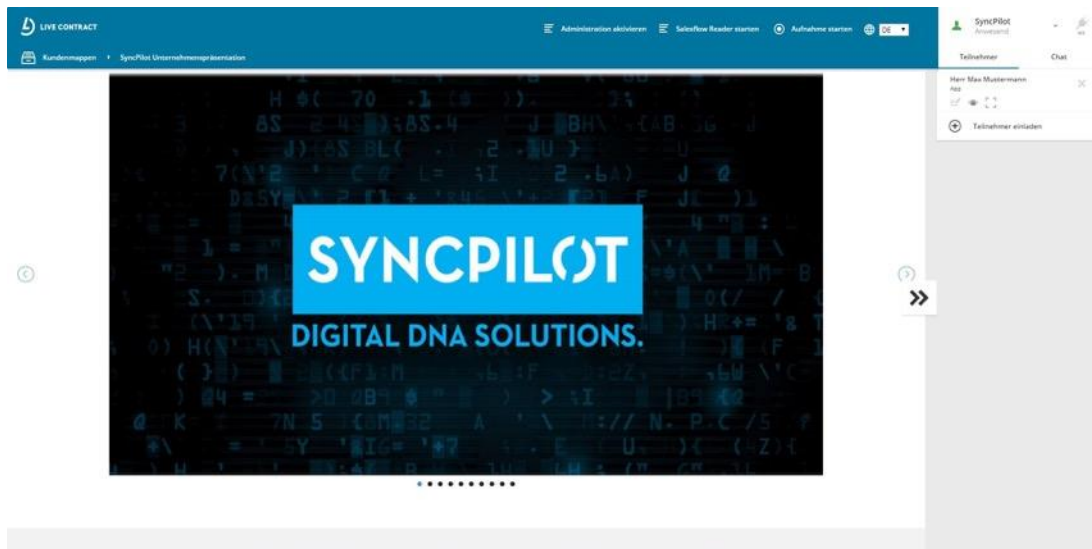 LIVE CONTRACT
Administration aktivieren
Salesflow Reader starten
Aufnahme starten
DE
SyncPilot
Anwesend
Kundenmappen
SyncPilot Unternehmenspräsentation
Teilnehmer
Chat
Herr Max Mustermann
Teilnehmer einladen
SYNCPILOT
DIGITAL DNA SOLUTIONS.